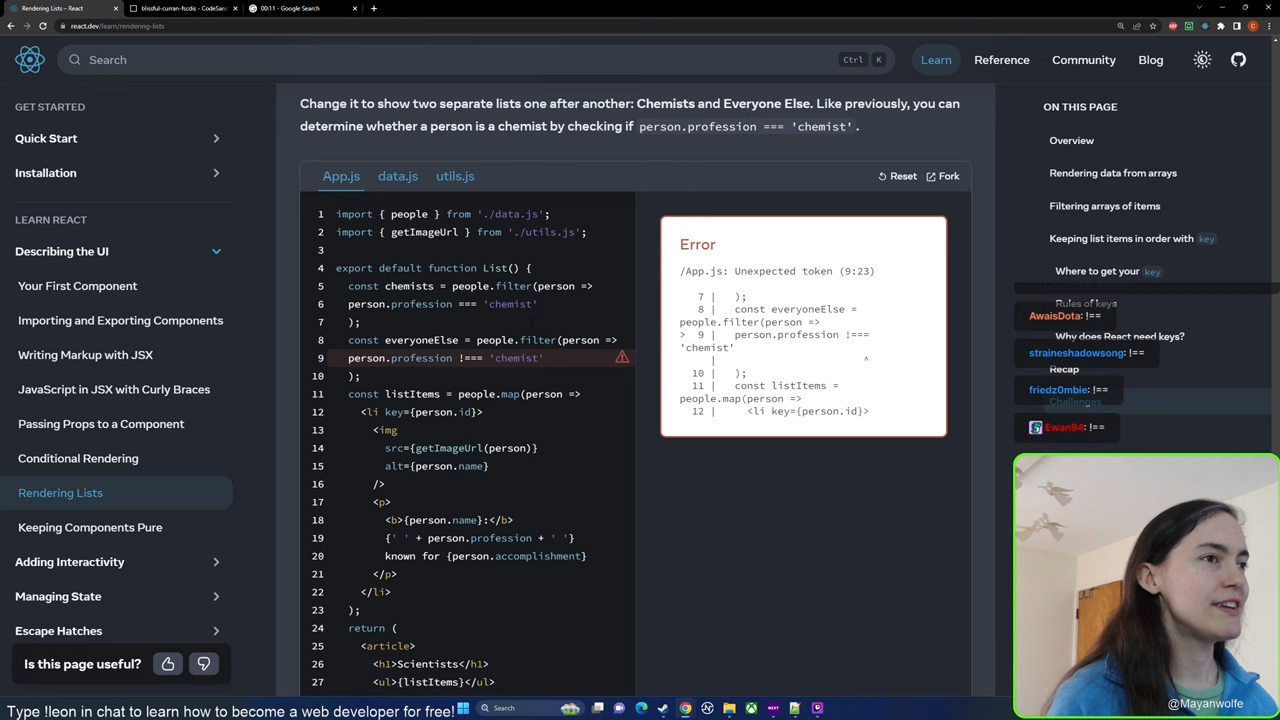 Rendering Lists – React
blissful-curran-fscdis - CodeSan
00:11 - Google Search
react.dev/learn/rendering-lists
Search
Ctrl K
Learn
Reference
Community
Blog
GET STARTED
Quick Start
Installation
LEARN REACT
Describing the UI
Your First Component
Importing and Exporting Components
Writing Markup with JSX
JavaScript in JSX with Curly Braces
Passing Props to a Component
Conditional Rendering
Rendering Lists
Keeping Components Pure
Adding Interactivity
Managing State
Escape Hatches
Is this page useful?
Change it to show two separate lists one after another: Chemists and Everyone Else. Like previously, you can
determine whether a person is a chemist by checking if person.profession === 'chemist'.
App.js data.js utils.js
Reset Fork
1 import { people } from './data.js';
2 import { getImageUrl } from './utils.js';
3
4 export default function List() {
5 const chemists = people.filter(person =>
6 person.profession === 'chemist'
7 );
8 const everyoneElse = people.filter(person =>
9 person.profession !=== 'chemist'
10 );
11 const listItems = people.map(person =>
12 <li key={person.id}>
13 <img
14 src={getImageUrl(person)}
15 alt={person.name}
16 />
17 <p>
18 <b>{person.name}:</b>
19 {' ' + person.profession + ' '}
20 known for {person.accomplishment}
21 </p>
22 </li>
23 );
24 return (
25 <article>
26 <h1>Scientists</h1>
27 <ul>{listItems}</ul>
Error
/App.js: Unexpected token (9:23)
7 | );
8 | const everyoneElse =
people.filter(person =>
> 9 | person.profession !===
'chemist'
| ^
10 | );
11 | const listItems =
people.map(person =>
12 | <li key={person.id}>
ON THIS PAGE
Overview
Rendering data from arrays
Filtering arrays of items
Keeping list items in order with key
Where to get your key
Rules of keys
AwaisDota: !==
Why does React need keys?
straineshadowsong: !==
Recap
friedz0mbie: !==
Challenges
Ewan94: !==
@Mayanwolfe
Type !leon in chat to learn how to become a web developer for free!
Search